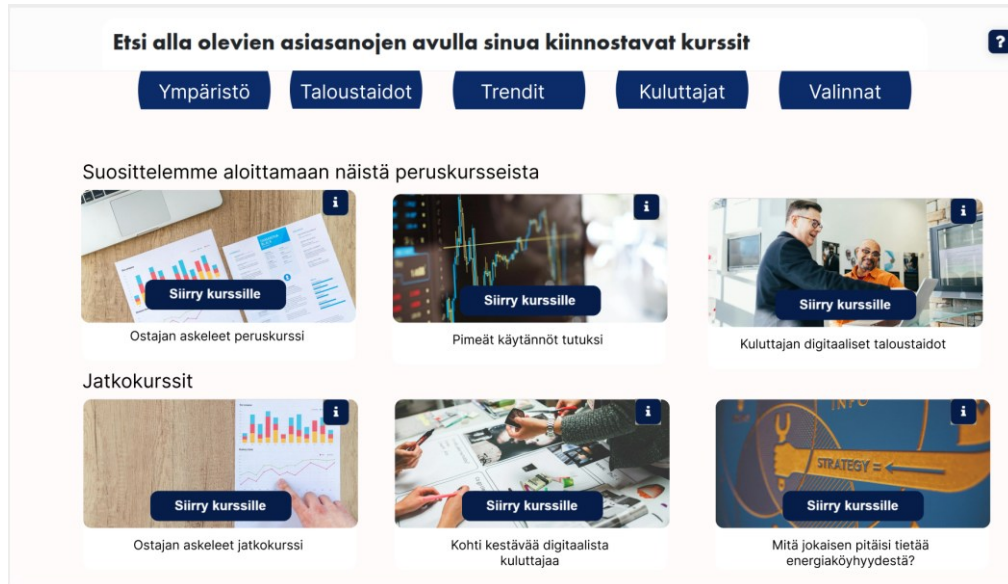 Etsi alla olevien asiasanojen avulla sinua kiinnostavat kurssit
?
Ympäristö
Taloustaidot
Trendit
Kuluttajat
Valinnat
Suosittelemme aloittamaan näistä peruskursseista
i
i
i
Siirry kurssille
Siirry kurssille
Siirry kurssille
Ostajan askeleet peruskurssi
Pimeät käytännöt tutuksi
Kuluttajan digitaaliset taloustaidot
Jatkokurssit
i
i
INFO
i
STRATEGY =
Siirry kurssille
Siirry kurssille
Siirry kurssille
Ostajan askeleet jatkokurssi
Kohti kestävää digitaalista
kuluttajaa
Mitä jokaisen pitäisi tietää
energiaköyhyydestä?